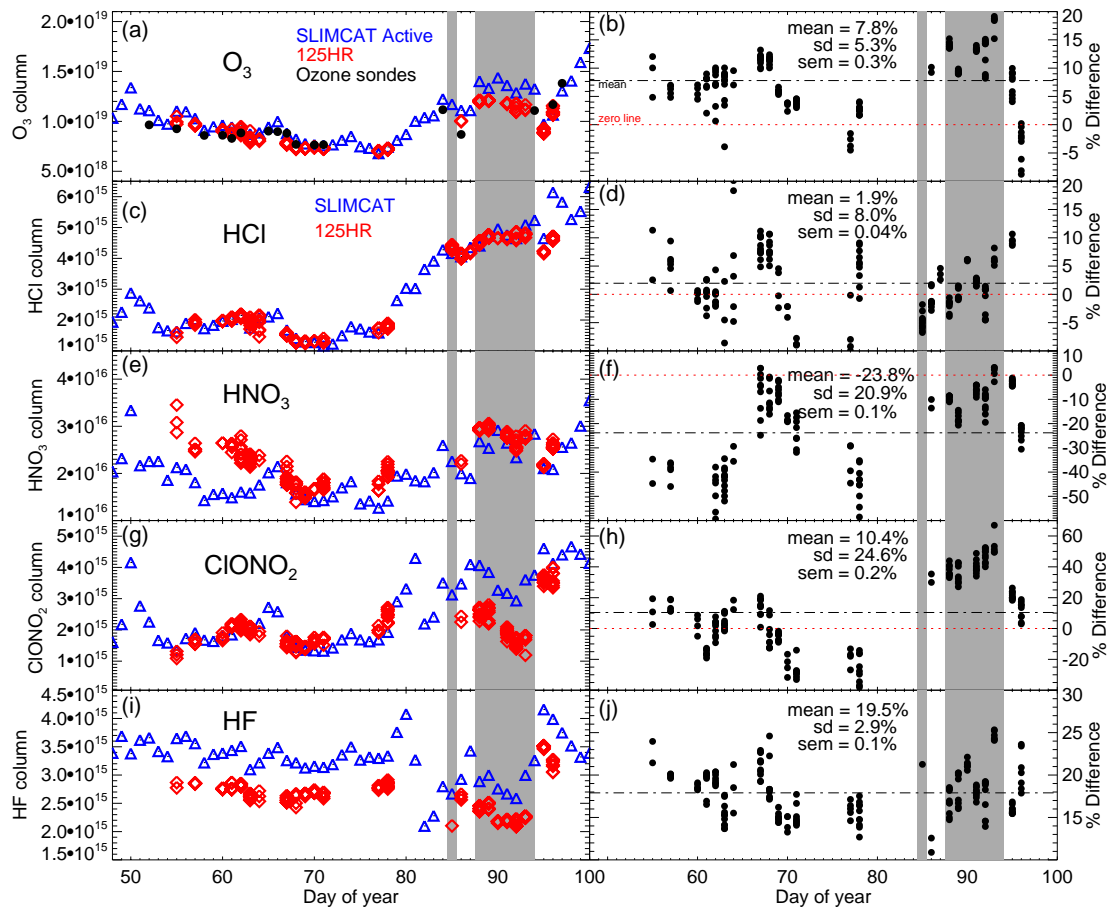 (a)
O₃
SLIMCAT Active
125HR
Ozone sondes
O₃ column
2.0•10¹⁹
1.5•10¹⁹
1.0•10¹⁹
5.0•10¹⁸
(b)
mean = 7.8%
sd = 5.3%
sem = 0.3%
mean
zero line
20
15
10
5
0
-5
% Difference
(c)
HCl
SLIMCAT
125HR
HCl column
6•10¹⁵
5•10¹⁵
4•10¹⁵
3•10¹⁵
2•10¹⁵
1•10¹⁵
(d)
mean = 1.9%
sd = 8.0%
sem = 0.04%
20
15
10
5
0
-5
% Difference
(e)
HNO₃
HNO₃ column
4•10¹⁶
3•10¹⁶
2•10¹⁶
1•10¹⁶
(f)
mean = -23.8%
sd = 20.9%
sem = 0.1%
10
0
-10
-20
-30
-40
-50
% Difference
(g)
ClONO₂
ClONO₂ column
5•10¹⁵
4•10¹⁵
3•10¹⁵
2•10¹⁵
1•10¹⁵
(h)
mean = 10.4%
sd = 24.6%
sem = 0.2%
60
40
20
0
-20
% Difference
(i)
HF
HF column
4.5•10¹⁵
4.0•10¹⁵
3.5•10¹⁵
3.0•10¹⁵
2.5•10¹⁵
2.0•10¹⁵
1.5•10¹⁵
(j)
mean = 19.5%
sd = 2.9%
sem = 0.1%
30
25
20
15
% Difference
50 60 70 80 90 100
Day of year
60 70 80 90 100
Day of year